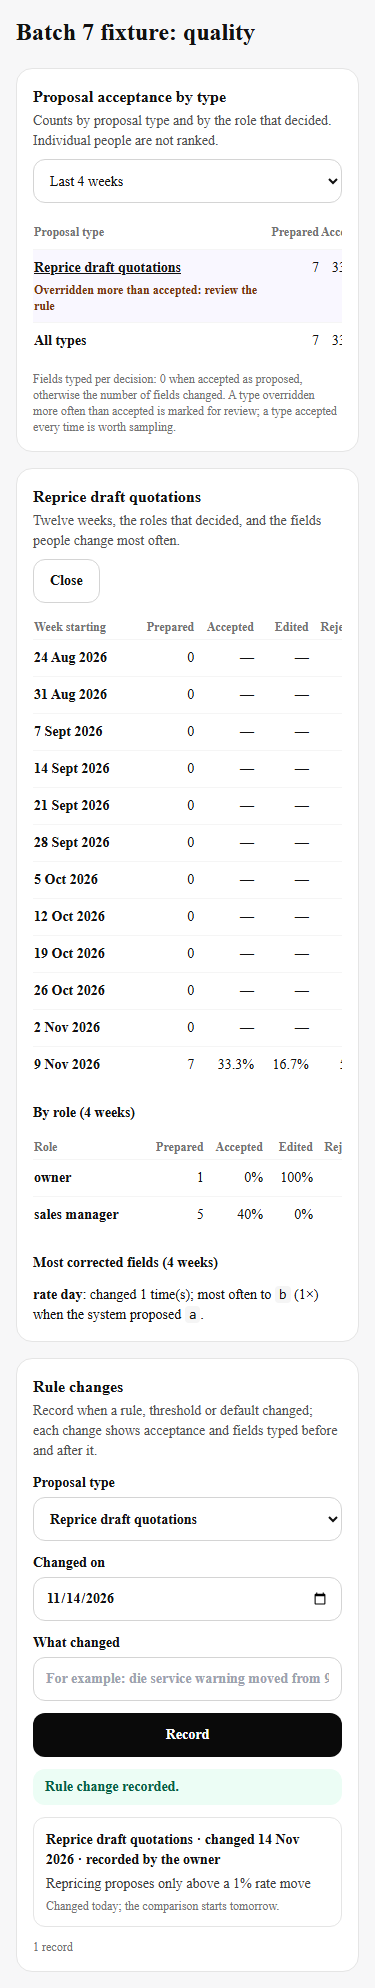 Batch 7 fixture: quality
Proposal acceptance by type
Counts by proposal type and by the role that decided.
Individual people are not ranked.
Last 4 weeks
Proposal type Prepared
Reprice draft quotations 7
Overridden more than accepted: review the
rule
All types 7
Fields typed per decision: 0 when accepted as proposed,
otherwise the number of fields changed. A type overridden
more often than accepted is marked for review; a type accepted
every time is worth sampling.
Reprice draft quotations
Twelve weeks, the roles that decided, and the fields
people change most often.
Close
Week starting Prepared Accepted Edited
24 Aug 2026 0 — —
31 Aug 2026 0 — —
7 Sept 2026 0 — —
14 Sept 2026 0 — —
21 Sept 2026 0 — —
28 Sept 2026 0 — —
5 Oct 2026 0 — —
12 Oct 2026 0 — —
19 Oct 2026 0 — —
26 Oct 2026 0 — —
2 Nov 2026 0 — —
9 Nov 2026 7 33.3% 16.7%
By role (4 weeks)
Role Prepared Accepted Edited
owner 1 0% 100%
sales manager 5 40% 0%
Most corrected fields (4 weeks)
rate day: changed 1 time(s); most often to b (1×)
when the system proposed a.
Rule changes
Record when a rule, threshold or default changed;
each change shows acceptance and fields typed before
and after it.
Proposal type
Reprice draft quotations
Changed on
11/14/2026
What changed
For example: die service warning moved from 9
Record
Rule change recorded.
Reprice draft quotations · changed 14 Nov
2026 · recorded by the owner
Repricing proposes only above a 1% rate move
Changed today; the comparison starts tomorrow.
1 record